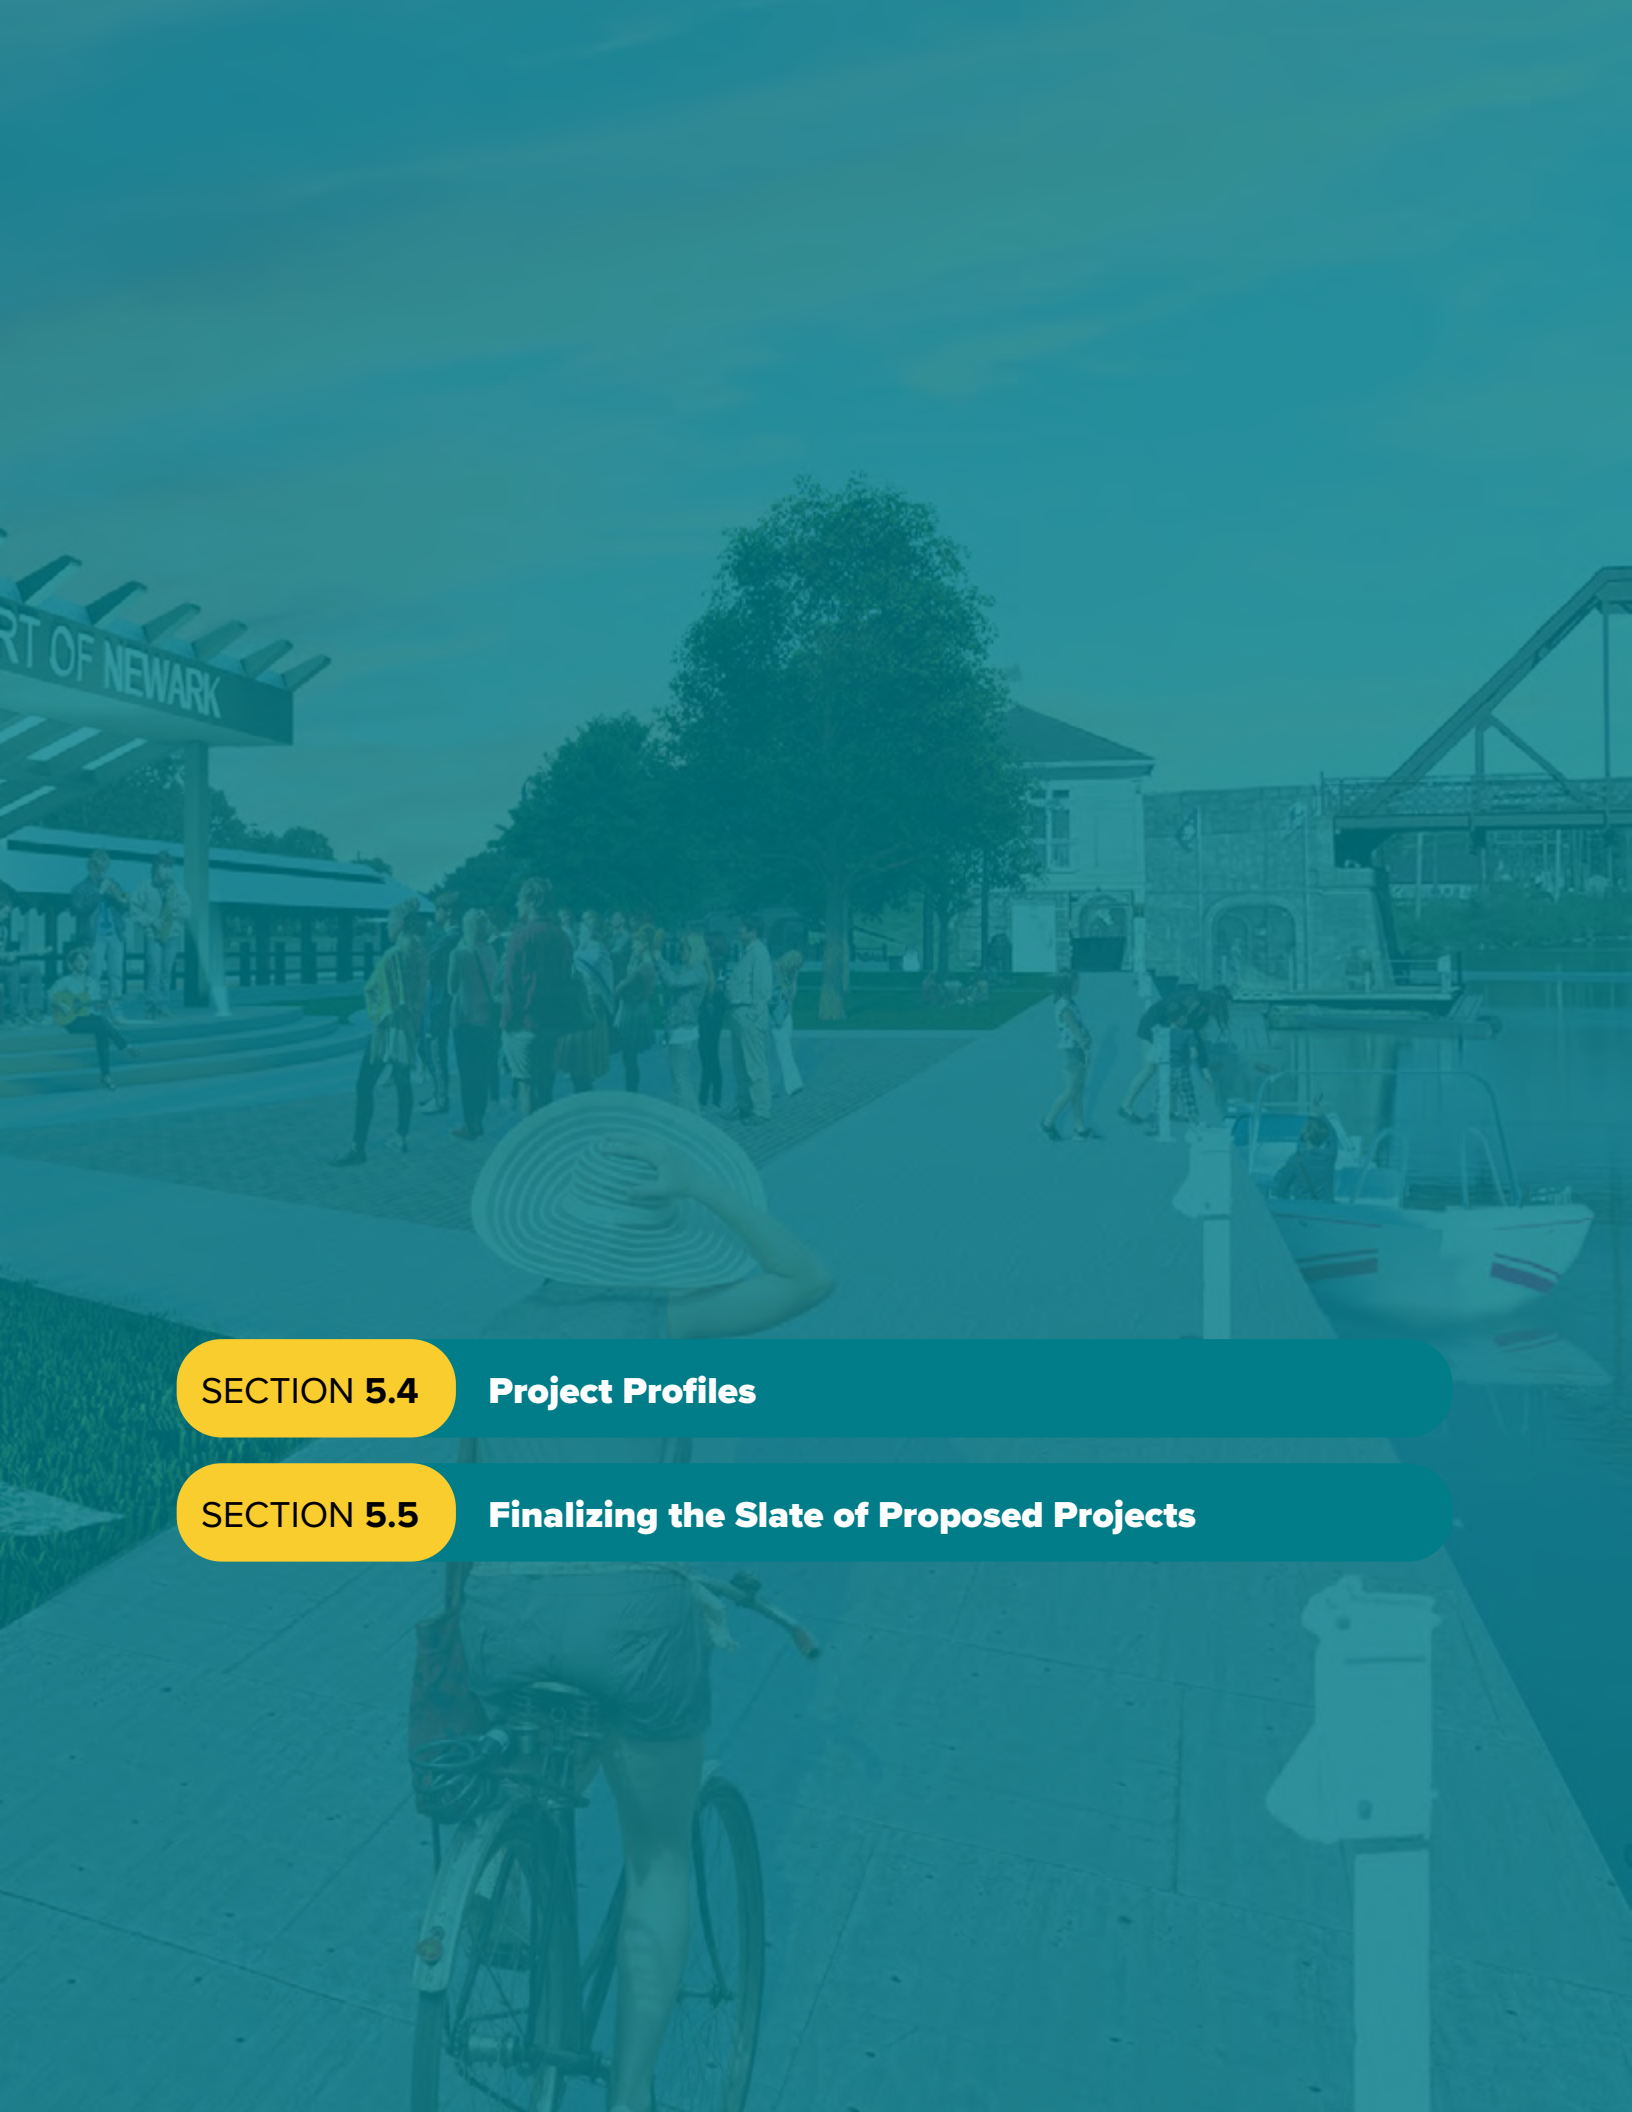 RT OF NEWARK
SECTION 5.4 Project Profiles
SECTION 5.5 Finalizing the Slate of Proposed Projects